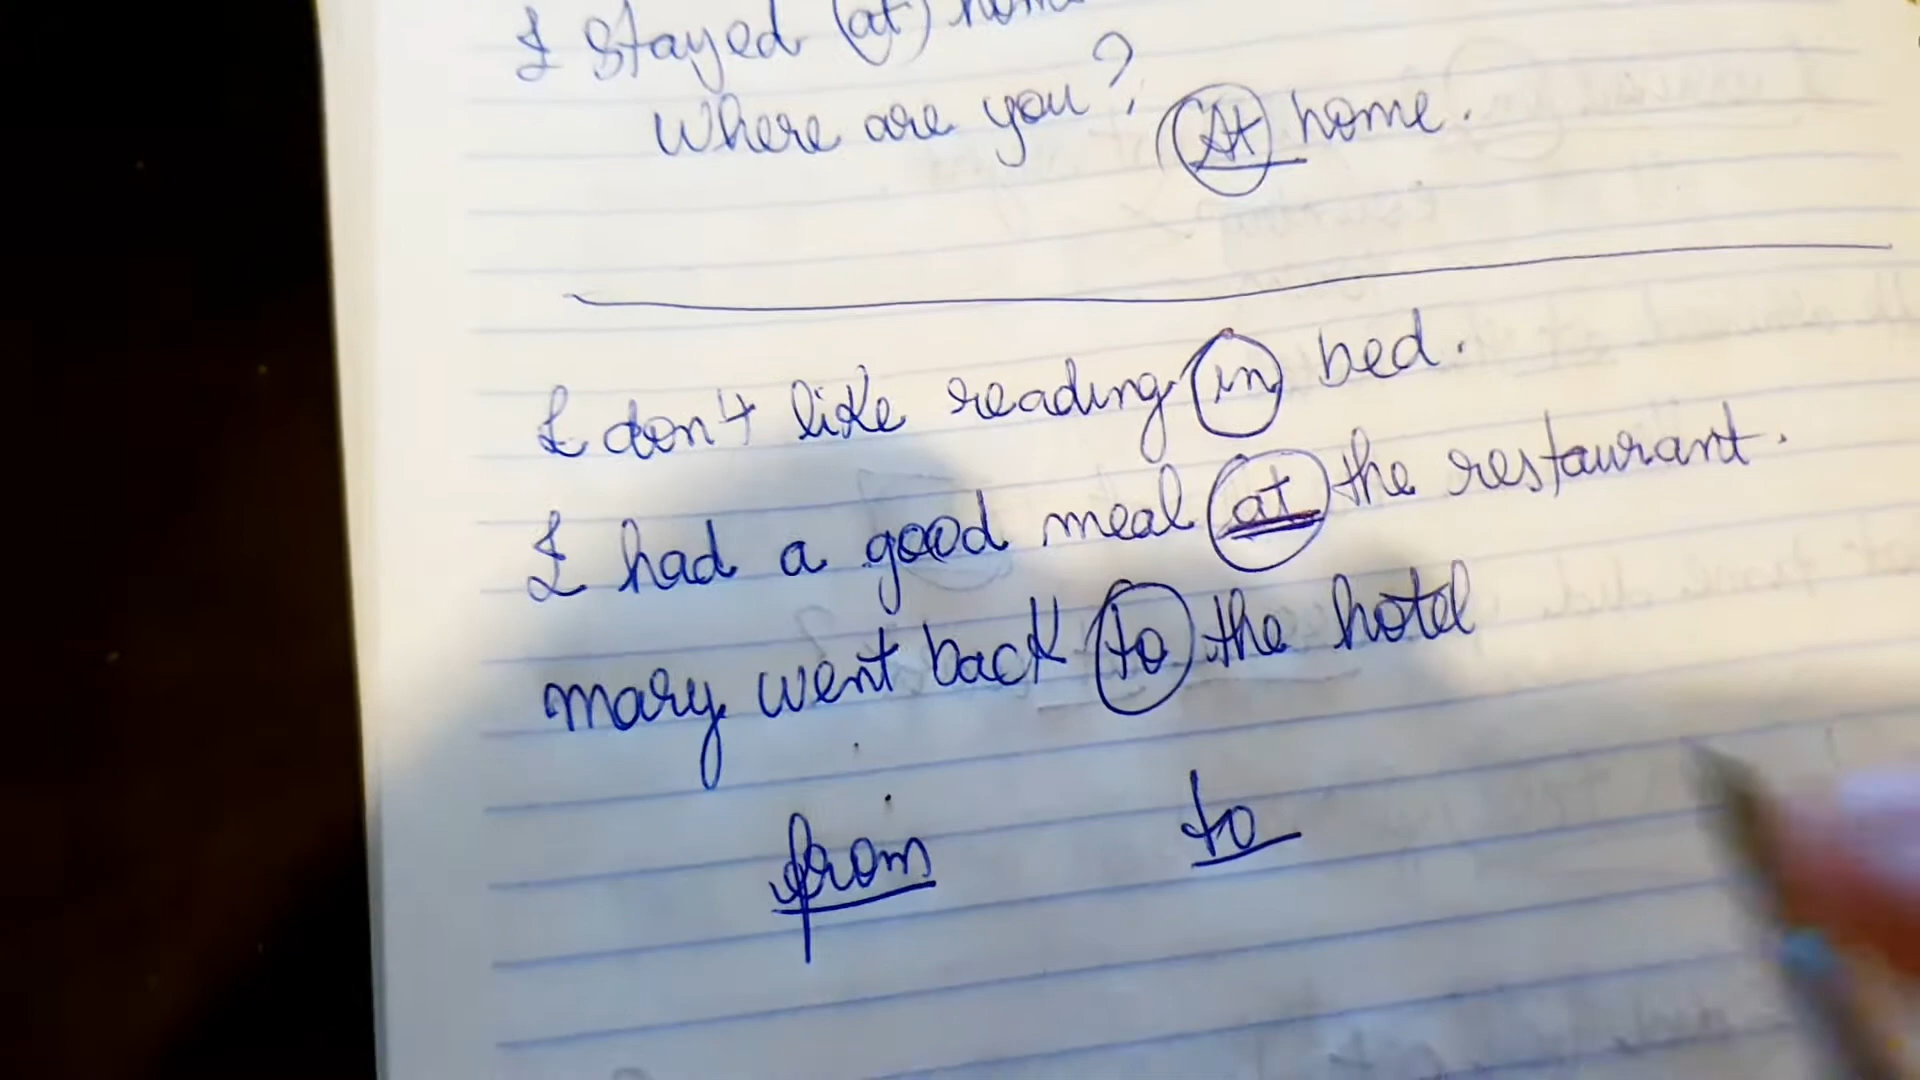 I stayed (at) home
Where are you? At home.
I don't like reading in bed.
I had a good meal at the restaurant.
mary went back to the hotel
from to